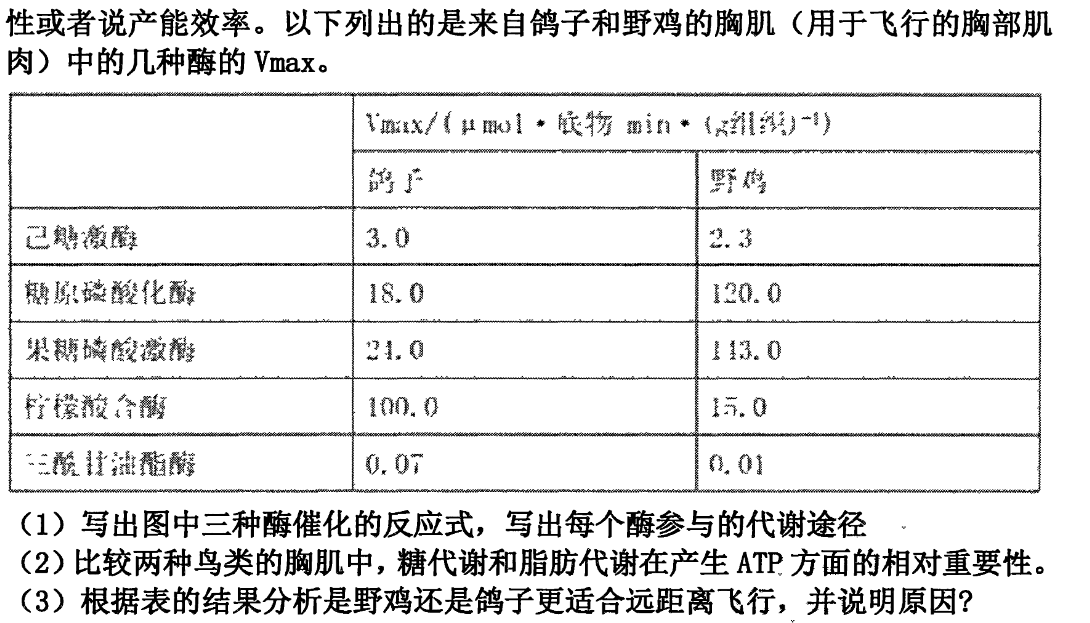 性或者说产能效率。以下列出的是来自鸽子和野鸡的胸肌（用于飞行的胸部肌
肉）中的几种酶的 Vmax。
Vmax/(μmol·底物 min·(g组织)⁻¹)
鸽子 野鸡
己糖激酶 3.0 2.3
糖原磷酸化酶 18.0 120.0
果糖磷酸激酶 24.0 143.0
柠檬酸合酶 100.0 15.0
三酰甘油酯酶 0.07 0.01
（1）写出图中三种酶催化的反应式，写出每个酶参与的代谢途径
（2）比较两种鸟类的胸肌中，糖代谢和脂肪代谢在产生 ATP 方面的相对重要性。
（3）根据表的结果分析是野鸡还是鸽子更适合远距离飞行，并说明原因?